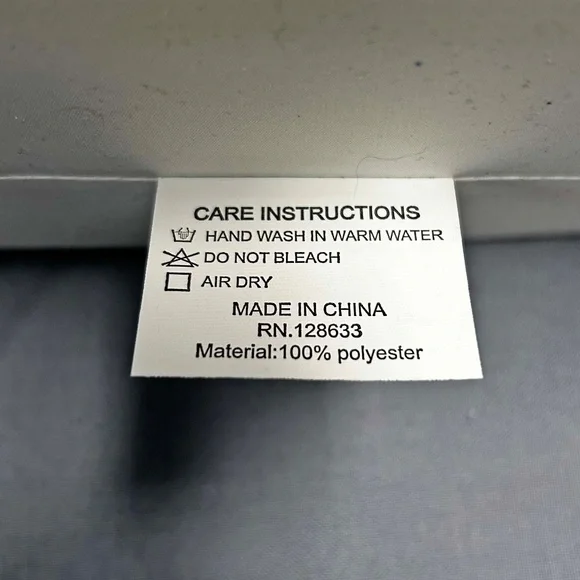 CARE INSTRUCTIONS
HAND WASH IN WARM WATER
DO NOT BLEACH
AIR DRY
MADE IN CHINA
RN.128633
Material:100% polyester